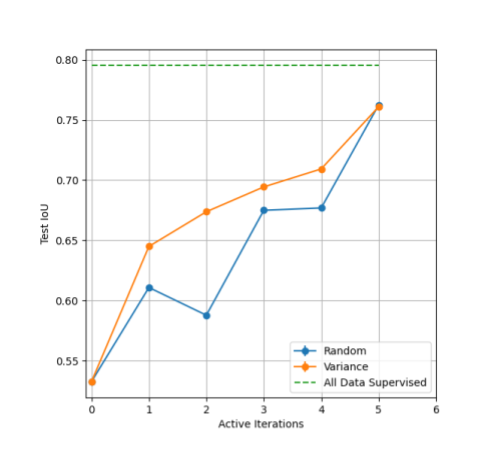 0.80
0.75
0.70
0.65
0.60
0.55
Test IoU
0 1 2 3 4 5 6
Active Iterations
Random
Variance
All Data Supervised